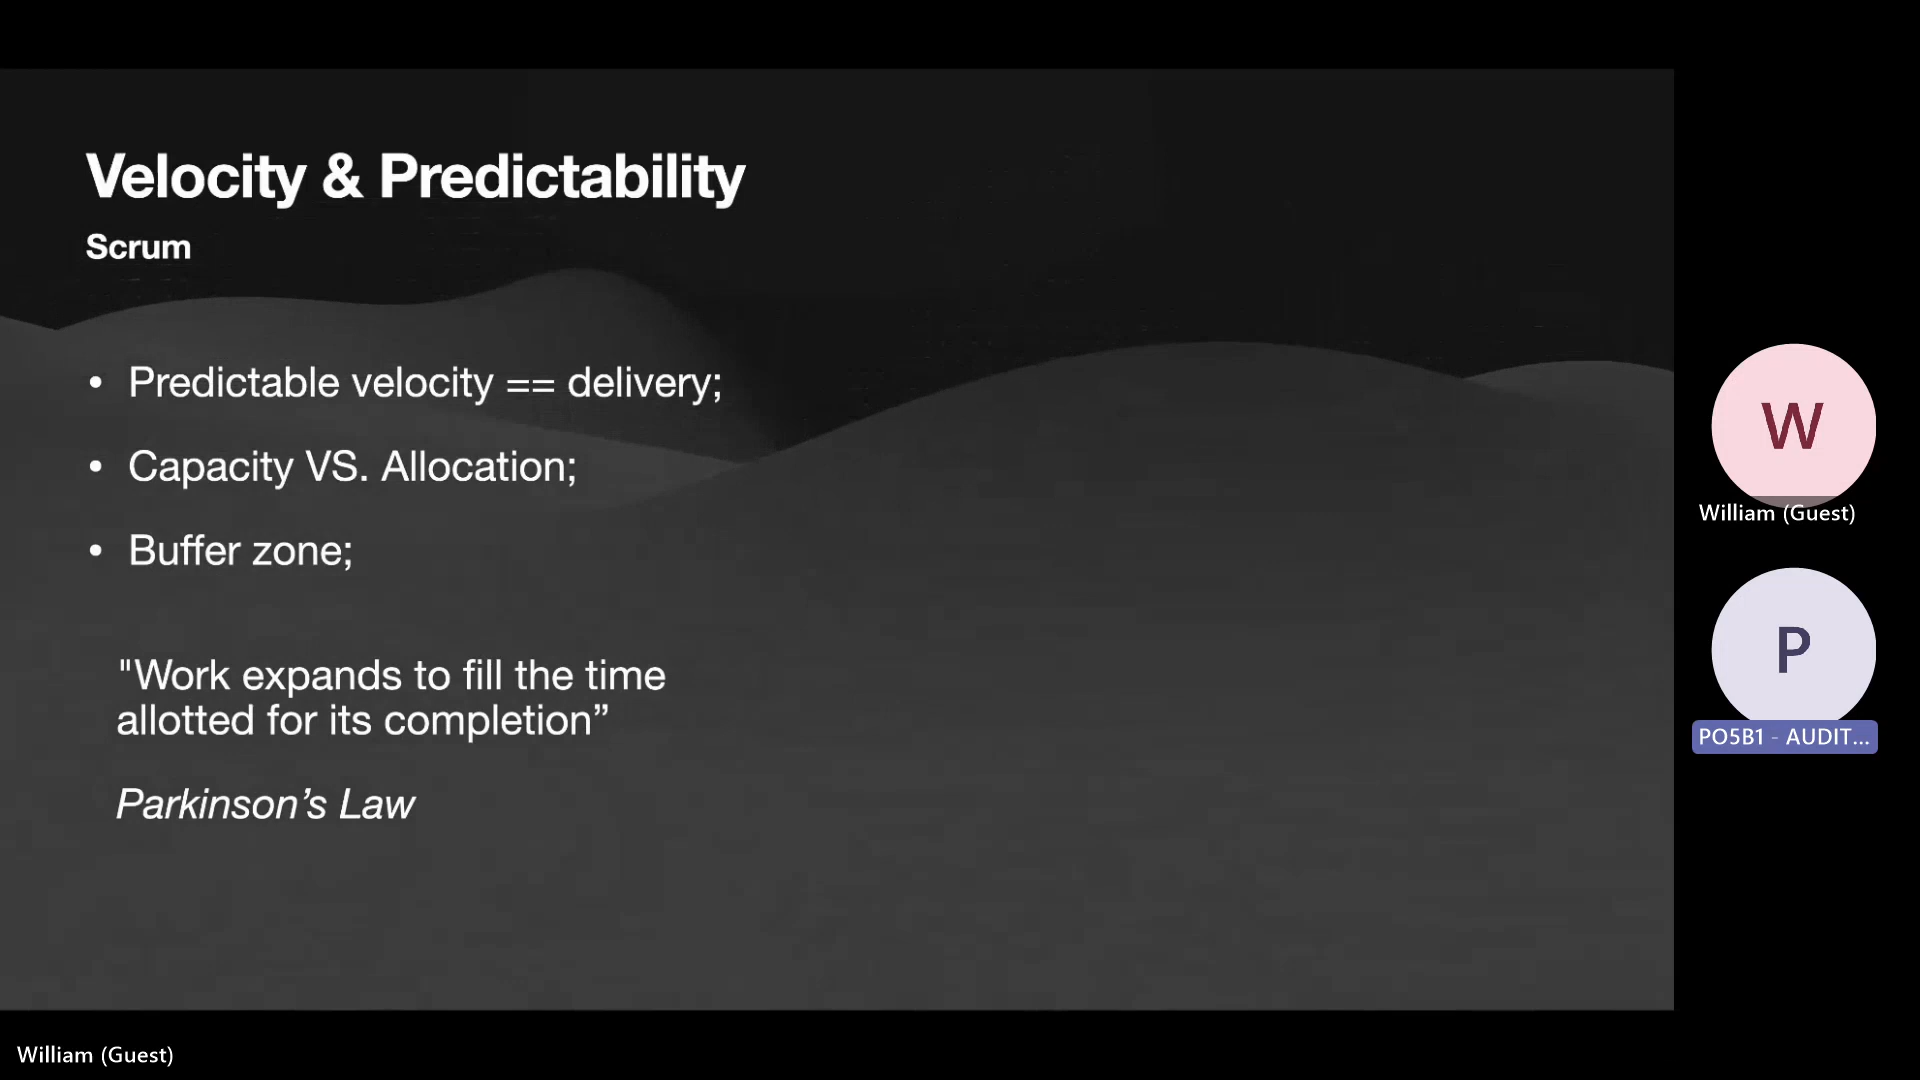 Velocity & Predictability
Scrum
• Predictable velocity == delivery;
• Capacity VS. Allocation;
• Buffer zone;
"Work expands to fill the time
allotted for its completion”
Parkinson’s Law
W
William (Guest)
P
PO5B1 - AUDIT...
William (Guest)